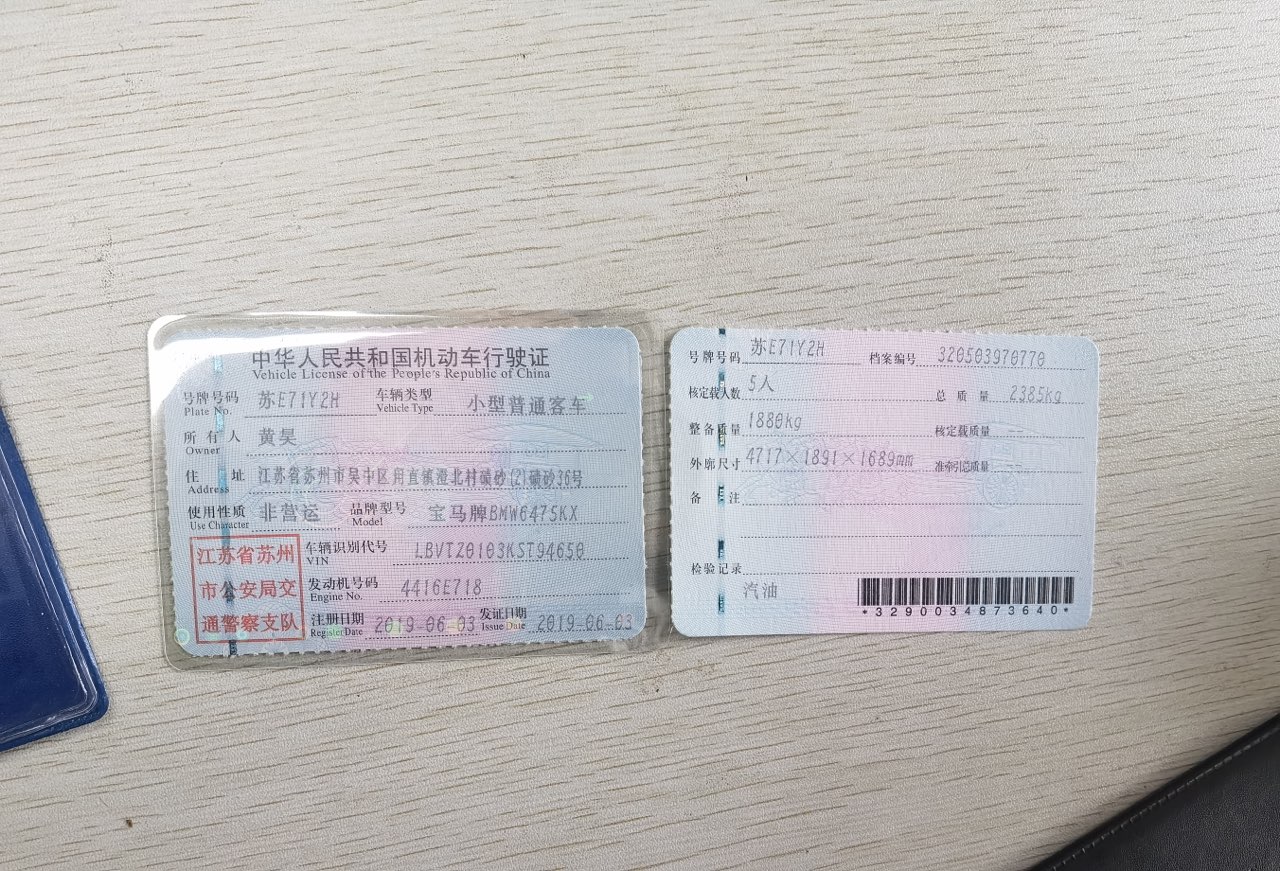 中华人民共和国机动车行驶证
Vehicle License of the People's Republic of China
号牌号码 苏E71Y2H 车辆类型 小型普通客车
Plate No. Vehicle Type
所有人 黄昊
Owner
住址 江苏省苏州市吴中区甪直镇澄北村碛砂(2)碛砂36号
Address
使用性质 非营运 品牌型号 宝马牌BMW6475KX
Use Character Model
江苏省苏州
市公安局交
通警察支队
车辆识别代号 LBVTZ0103KST94650
VIN
发动机号码 4416E718
Engine No.
注册日期 2019-06-03 发证日期 2019-06-03
Register Date Issue Date
号牌号码 苏E71Y2H 档案编号 320503970770
核定载人数 5人 总质量 2385kg
整备质量 1880kg 核定载质量 --
外廓尺寸 4717×1891×1689mm 准牵引总质量 --
备注
检验记录
汽油
*3290034873640*